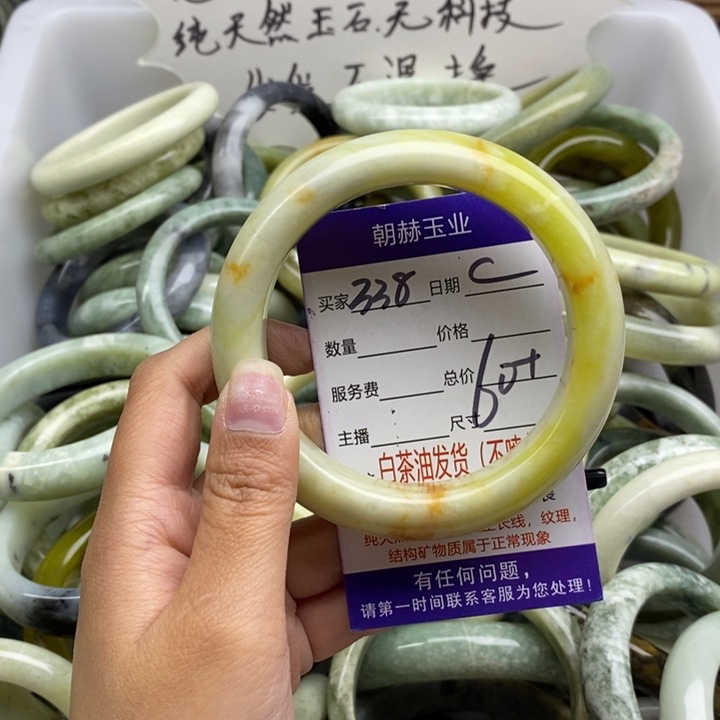 纯天然玉石.无科技
朝赫玉业
买家 338 日期 C
数量 价格
服务费 总价
主播 尺寸
白茶油发货
纹理，
结构矿物质属于正常现象
有任何问题，
请第一时间联系客服为您处理！